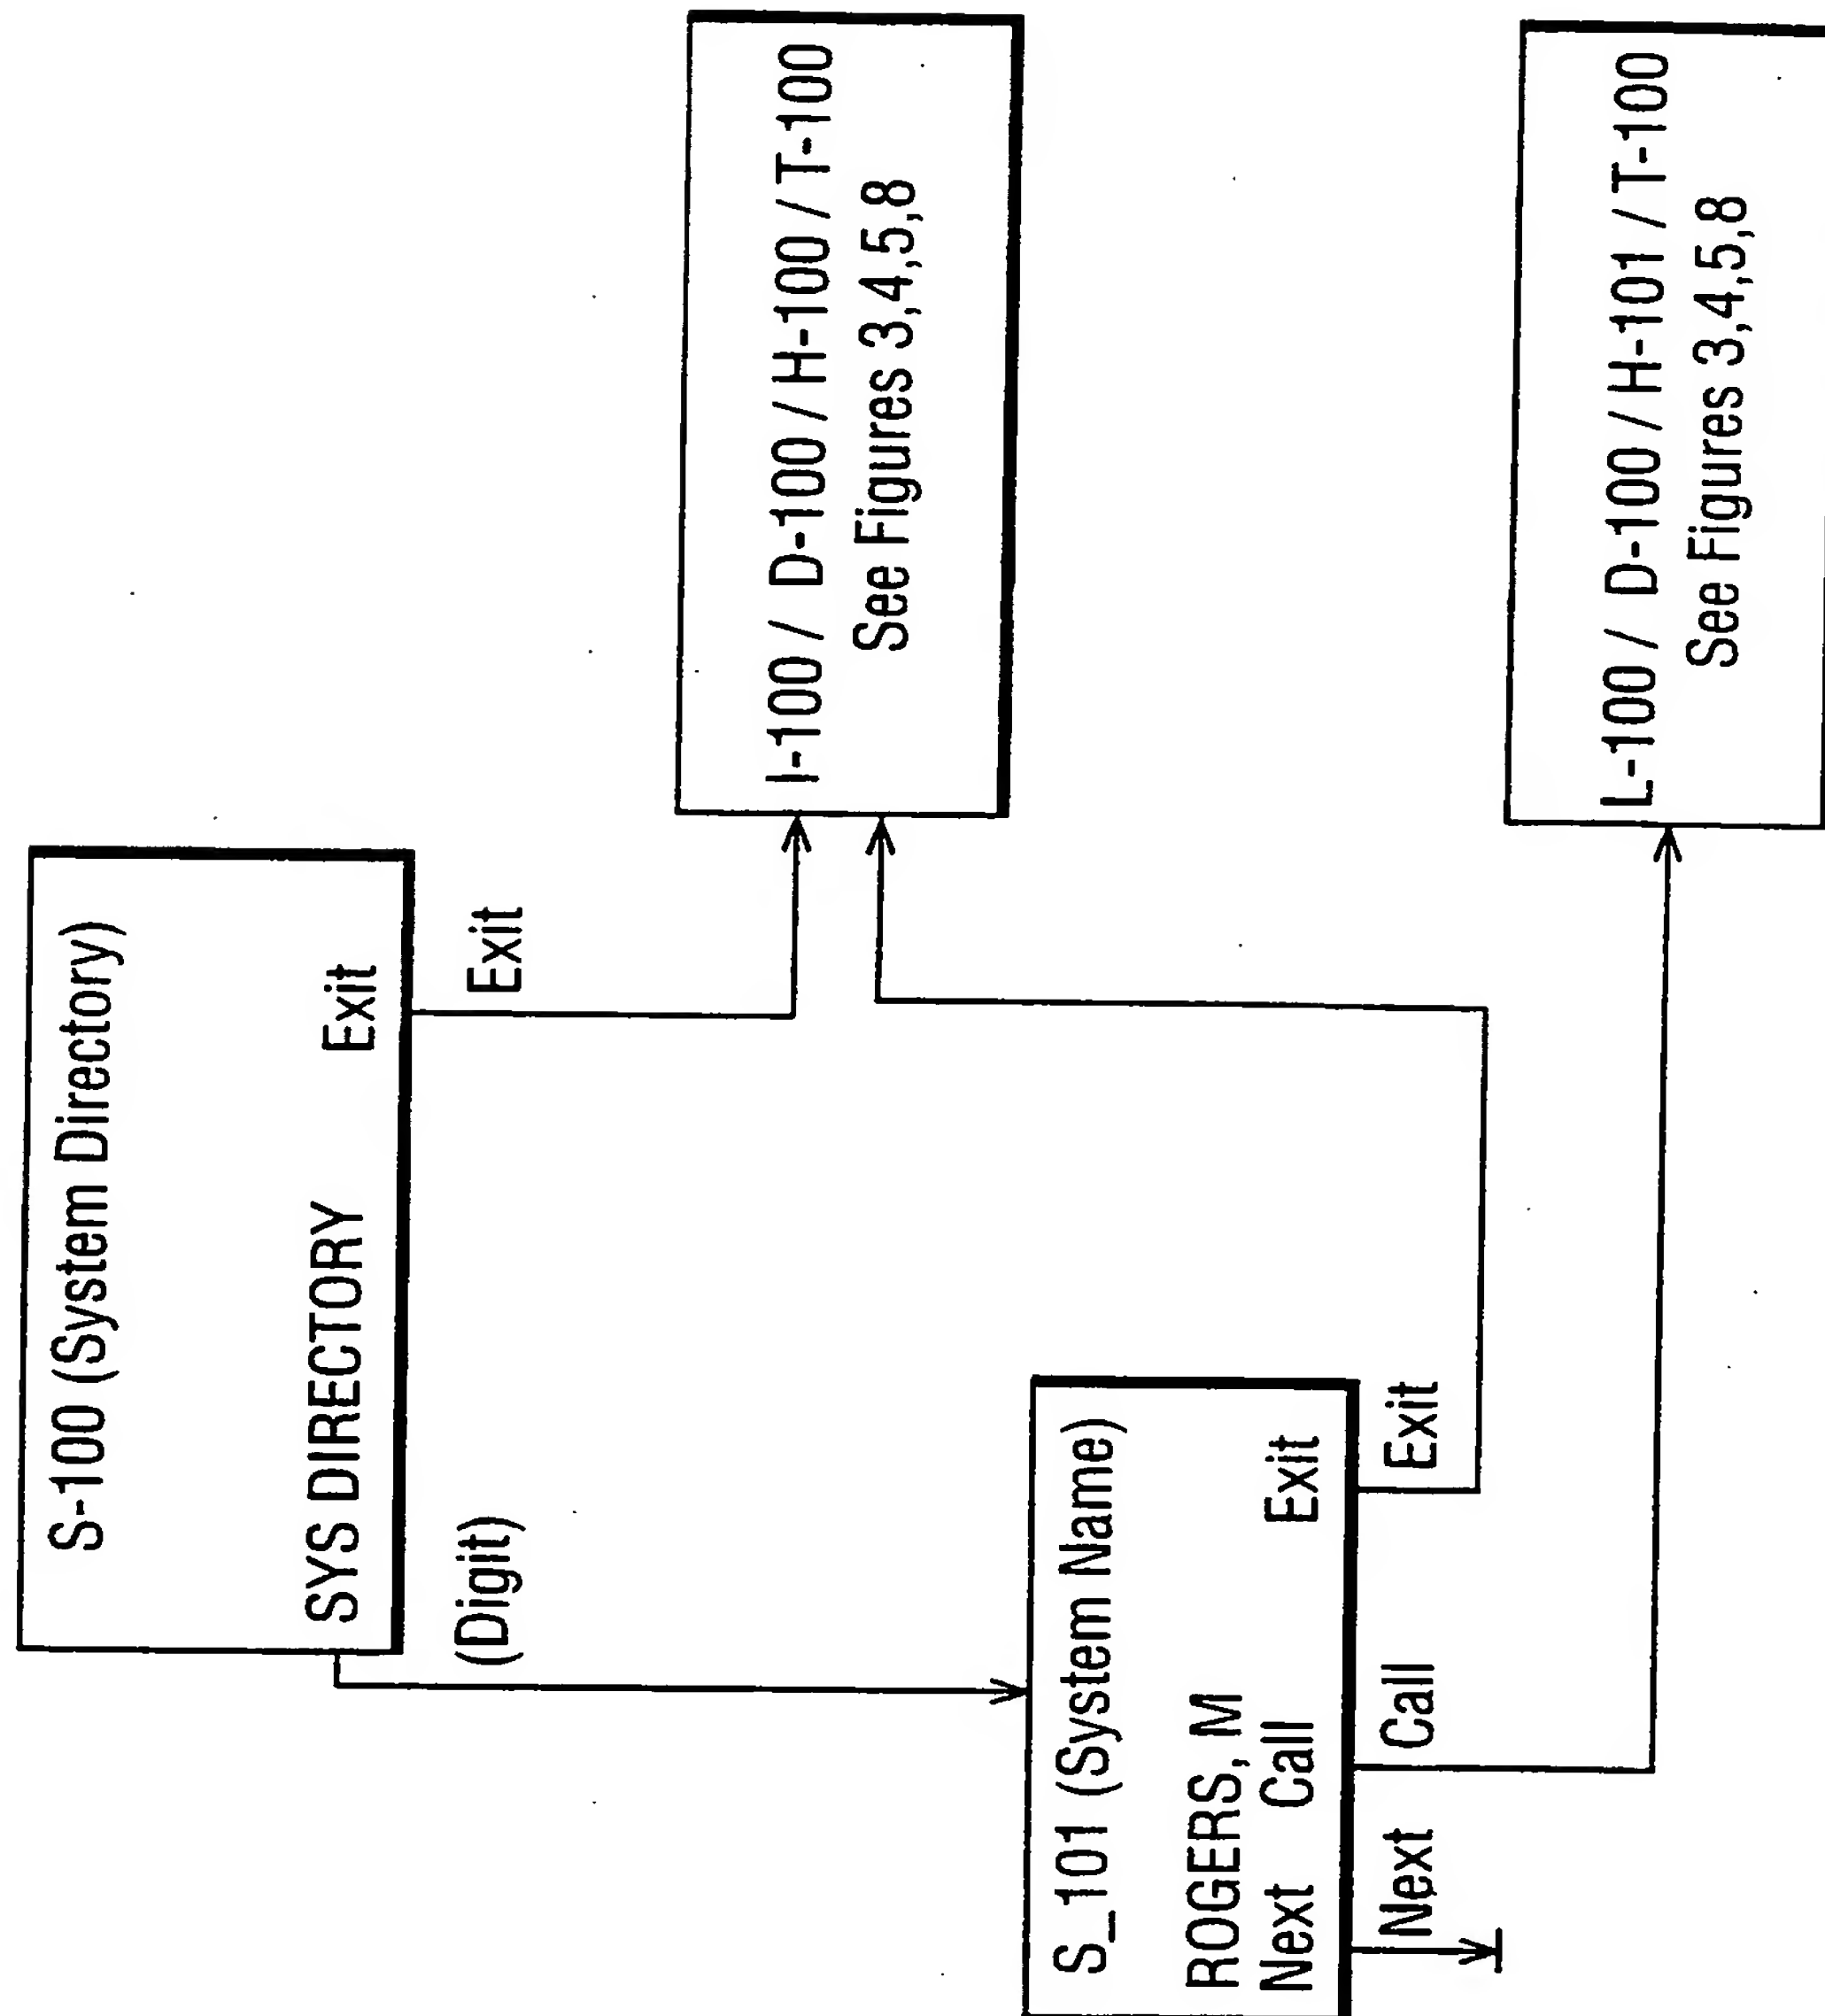 S-100 (System Directory)
SYS DIRECTORY Exit
(Digit)
Exit
I-100 / D-100 / H-100 / T-100
See Figures 3,4,5,8
S_101 (System Name)
ROGERS, M
Next Call Exit
Next
Call
Exit
L-100 / D-100 / H-101 / T-100
See Figures 3,4,5,8